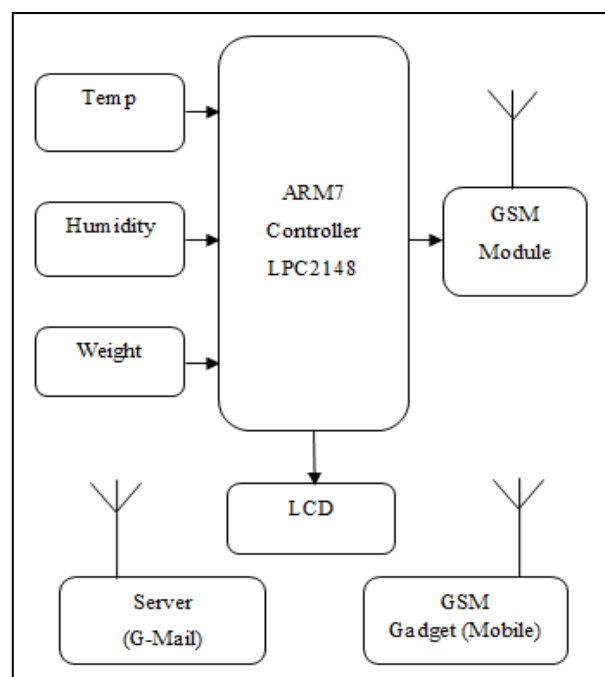 Temp
Humidity
Weight
ARM7
Controller
LPC2148
GSM
Module
LCD
Server
(G-Mail)
GSM
Gadget (Mobile)